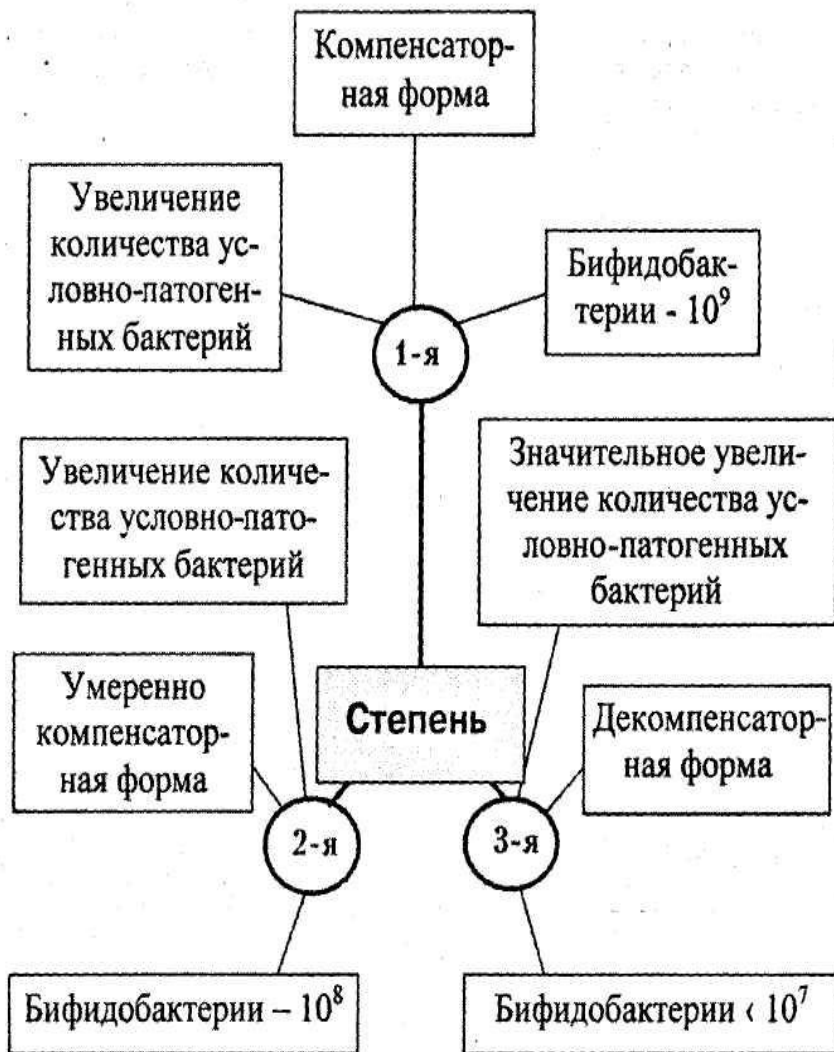 Компенсатор-
ная форма
Увеличение
количества ус-
ловно-патоген-
ных бактерий
Бифидобак-
терии - 10⁹
1-я
Увеличение количе-
ства условно-пато-
генных бактерий
Значительное увели-
чение количества ус-
ловно-патогенных
бактерий
Умеренно
компенсатор-
ная форма
Степень
Декомпенсатор-
ная форма
2-я
3-я
Бифидобактерии – 10⁸
Бифидобактерии ‹ 10⁷